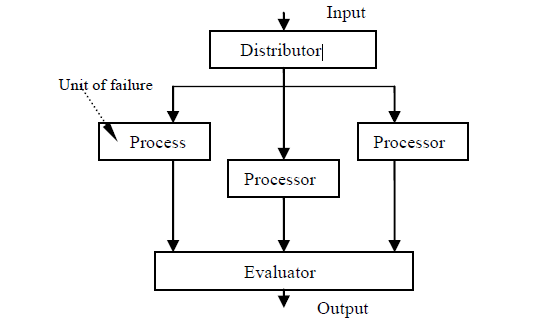 Input
Distributor
Unit of failure
Process
Processor
Processor
Evaluator
Output